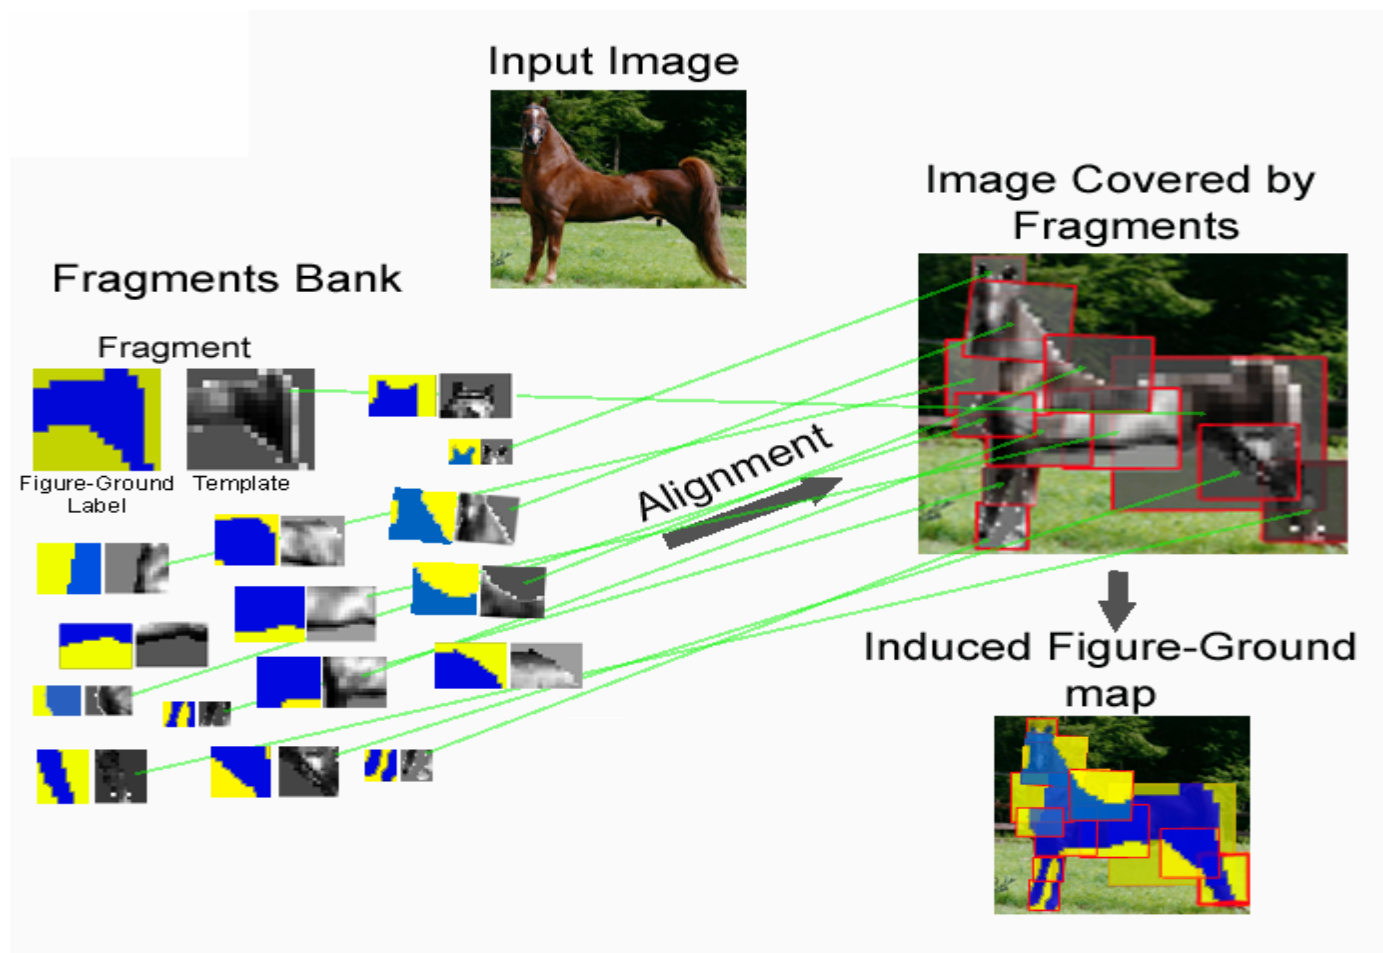 Input Image
Image Covered by
Fragments
Fragments Bank
Fragment
Figure-Ground
Label
Template
Alignment
Induced Figure-Ground
map